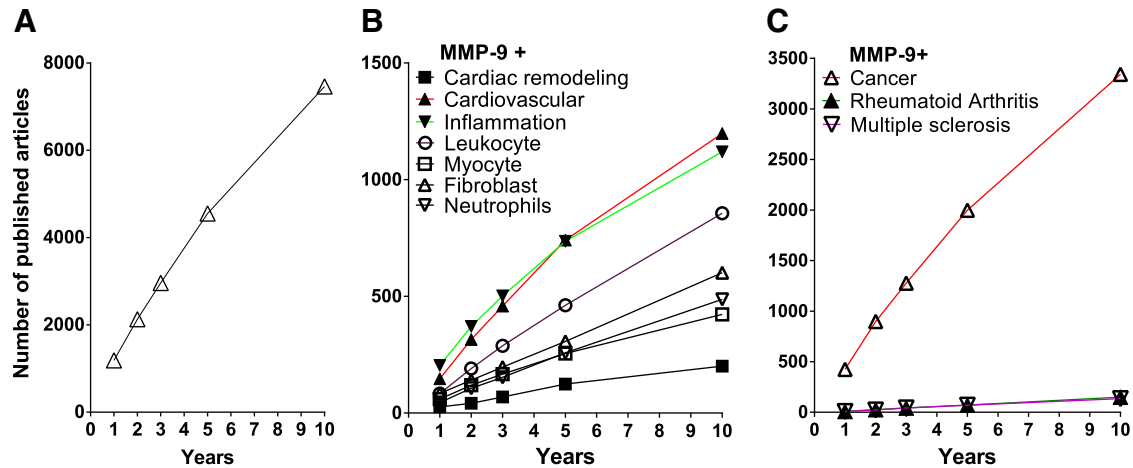 A
B
C
Number of published articles
8000
6000
4000
2000
0
0 1 2 3 4 5 6 7 8 9 10
Years
MMP-9 +
Cardiac remodeling
Cardiovascular
Inflammation
Leukocyte
Myocyte
Fibroblast
Neutrophils
1500
1000
500
0
0 1 2 3 4 5 6 7 8 9 10
Years
MMP-9+
Cancer
Rheumatoid Arthritis
Multiple sclerosis
3500
3000
2500
2000
1500
1000
500
0
0 1 2 3 4 5 6 7 8 9 10
Years